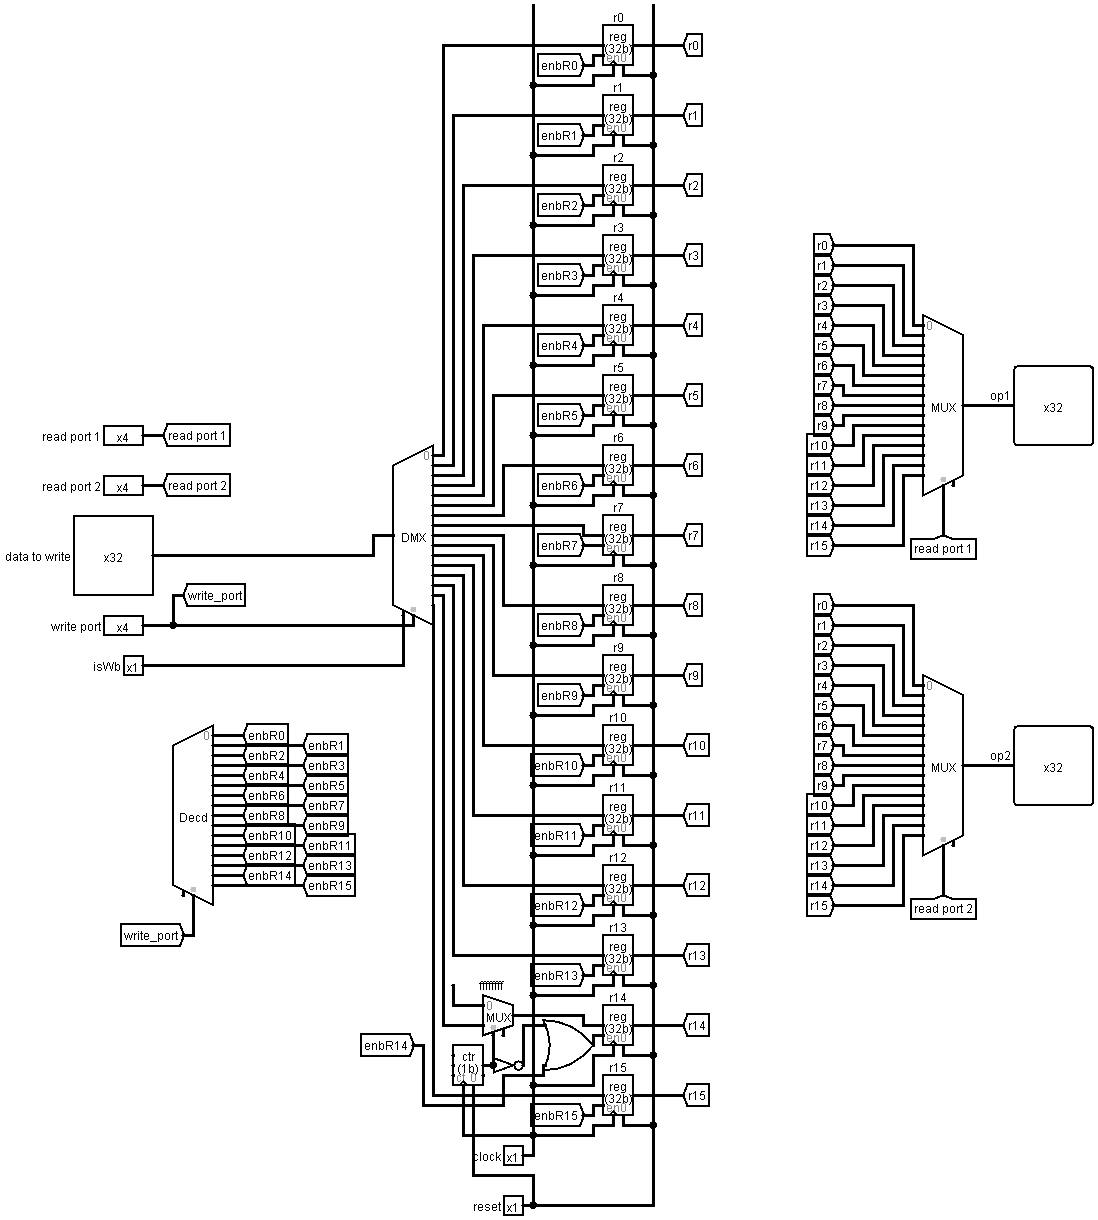 r0
reg
(32b)
enb
enbR0
r0
r1
reg
(32b)
enbR1
r1
r2
reg
(32b)
enbR2
r2
r3
reg
(32b)
enbR3
r3
r4
reg
(32b)
enbR4
r4
r5
reg
(32b)
enbR5
r5
r6
reg
(32b)
enbR6
r6
r7
reg
(32b)
enbR7
r7
r8
reg
(32b)
enbR8
r8
r9
reg
(32b)
enbR9
r9
r10
reg
(32b)
enbR10
r10
r11
reg
(32b)
enbR11
r11
r12
reg
(32b)
enbR12
r12
r13
reg
(32b)
enbR13
r13
ffffffff
0
MUX
r14
reg
(32b)
r14
enbR14
ctr
(1b)
r15
reg
(32b)
enbR15
r15
clock x1
reset x1
read port 1 x4 read port 1
read port 2 x4 read port 2
data to write x32
0
DMX
write_port
write port x4
isWb x1
0
Decd
enbR0
enbR1
enbR2
enbR3
enbR4
enbR5
enbR6
enbR7
enbR8
enbR9
enbR10
enbR11
enbR12
enbR13
enbR14
enbR15
write_port
r0
r1
r2
r3
r4
r5
r6
r7
r8
r9
r10
r11
r12
r13
r14
r15
0
MUX
op1
x32
read port 1
r0
r1
r2
r3
r4
r5
r6
r7
r8
r9
r10
r11
r12
r13
r14
r15
0
MUX
op2
x32
read port 2